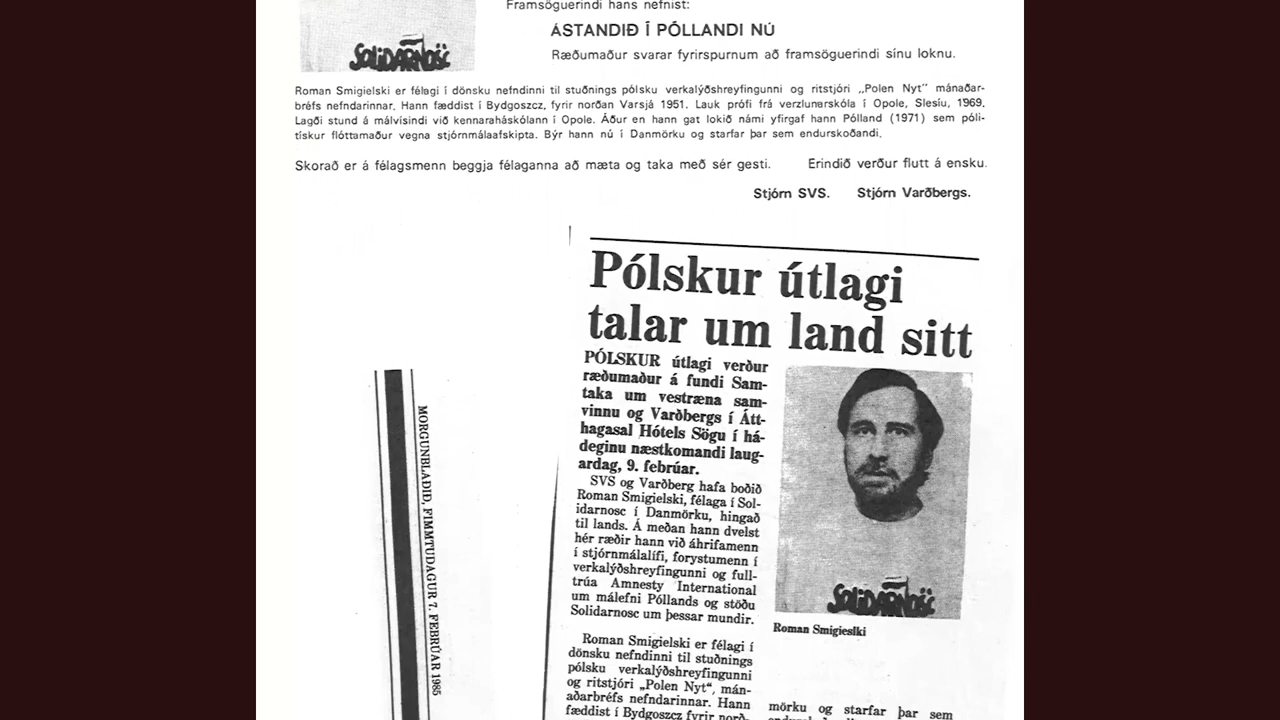 Framsöguerindi hans nefnist:
ÁSTANDIÐ Í PÓLLANDI NÚ
Ræðumaður svarar fyrirspurnum að framsöguerindi sínu loknu.
SOLIDARNOŚĆ
Roman Smigielski er félagi í dönsku nefndinni til stuðnings pólsku verkalýðshreyfingunni og ritstjóri ,,Polen Nyt" mánaðar-
bréfs nefndarinnar. Hann fæddist í Bydgoszcz, fyrir norðan Varsjá 1951. Lauk prófi frá verzlunarskóla í Opole, Slesíu, 1969.
Lagði stund á málvísindi við kennaraháskólann í Opole. Áður en hann gat lokið námi yfirgaf hann Pólland (1971) sem póli-
tískur flóttamaður vegna stjórnmálaafskipta. Býr hann nú í Danmörku og starfar þar sem endurskoðandi.
Skorað er á félagsmenn beggja félaganna að mæta og taka með sér gesti. Erindið verður flutt á ensku.
Stjórn SVS. Stjórn Varðbergs.
MORGUNBLAÐIÐ, FIMMTUDAGUR 7. FEBRÚAR 1985
Pólskur útlagi
talar um land sitt
PÓLSKUR útlagi verður
ræðumaður á fundi Sam-
taka um vestræna sam-
vinnu og Varðbergs í Átt-
hagasal Hótels Sögu í há-
deginu næstkomandi laug-
ardag, 9. febrúar.
SVS og Varðberg hafa boðið
Roman Smigielski, félaga í Sol-
idarnosc í Danmörku, hingað
til lands. Á meðan hann dvelst
hér ræðir hann við áhrifamenn
í stjórnmálalífi, forystumenn í
verkalýðshreyfingunni og full-
trúa Amnesty International
um málefni Póllands og stöðu
Solidarnosc um þessar mundir.
Roman Smigielski er félagi í
dönsku nefndinni til stuðnings
pólsku verkalýðshreyfingunni
og ritstjóri „Polen Nyt“, mán-
aðarbréfs nefndarinnar. Hann
fæddist í Bydgoszcz fyrir norð-
SOLIDARNOŚĆ
Roman Smigieslki
mörku og starfar þar sem